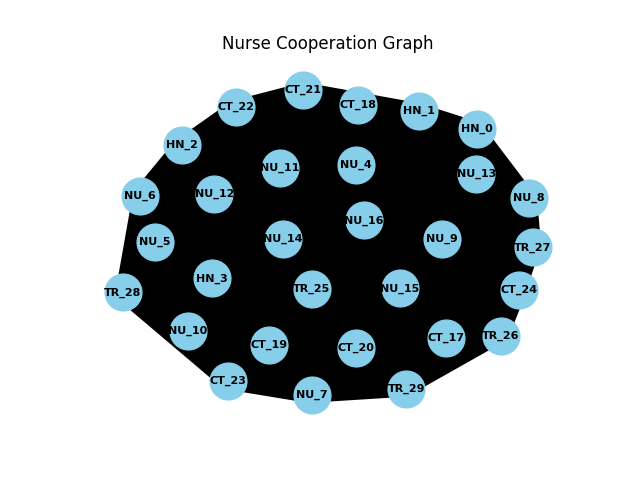 Nurse Cooperation Graph
CT_21
CT_22
CT_18
HN_1
HN_0
HN_2
NU_4
NU_11
NU_13
NU_12
NU_6
NU_8
NU_16
NU_14
NU_9
NU_5
TR_27
HN_3
NU_15
TR_25
CT_24
TR_28
NU_10
TR_26
CT_17
CT_19
CT_20
CT_23
TR_29
NU_7